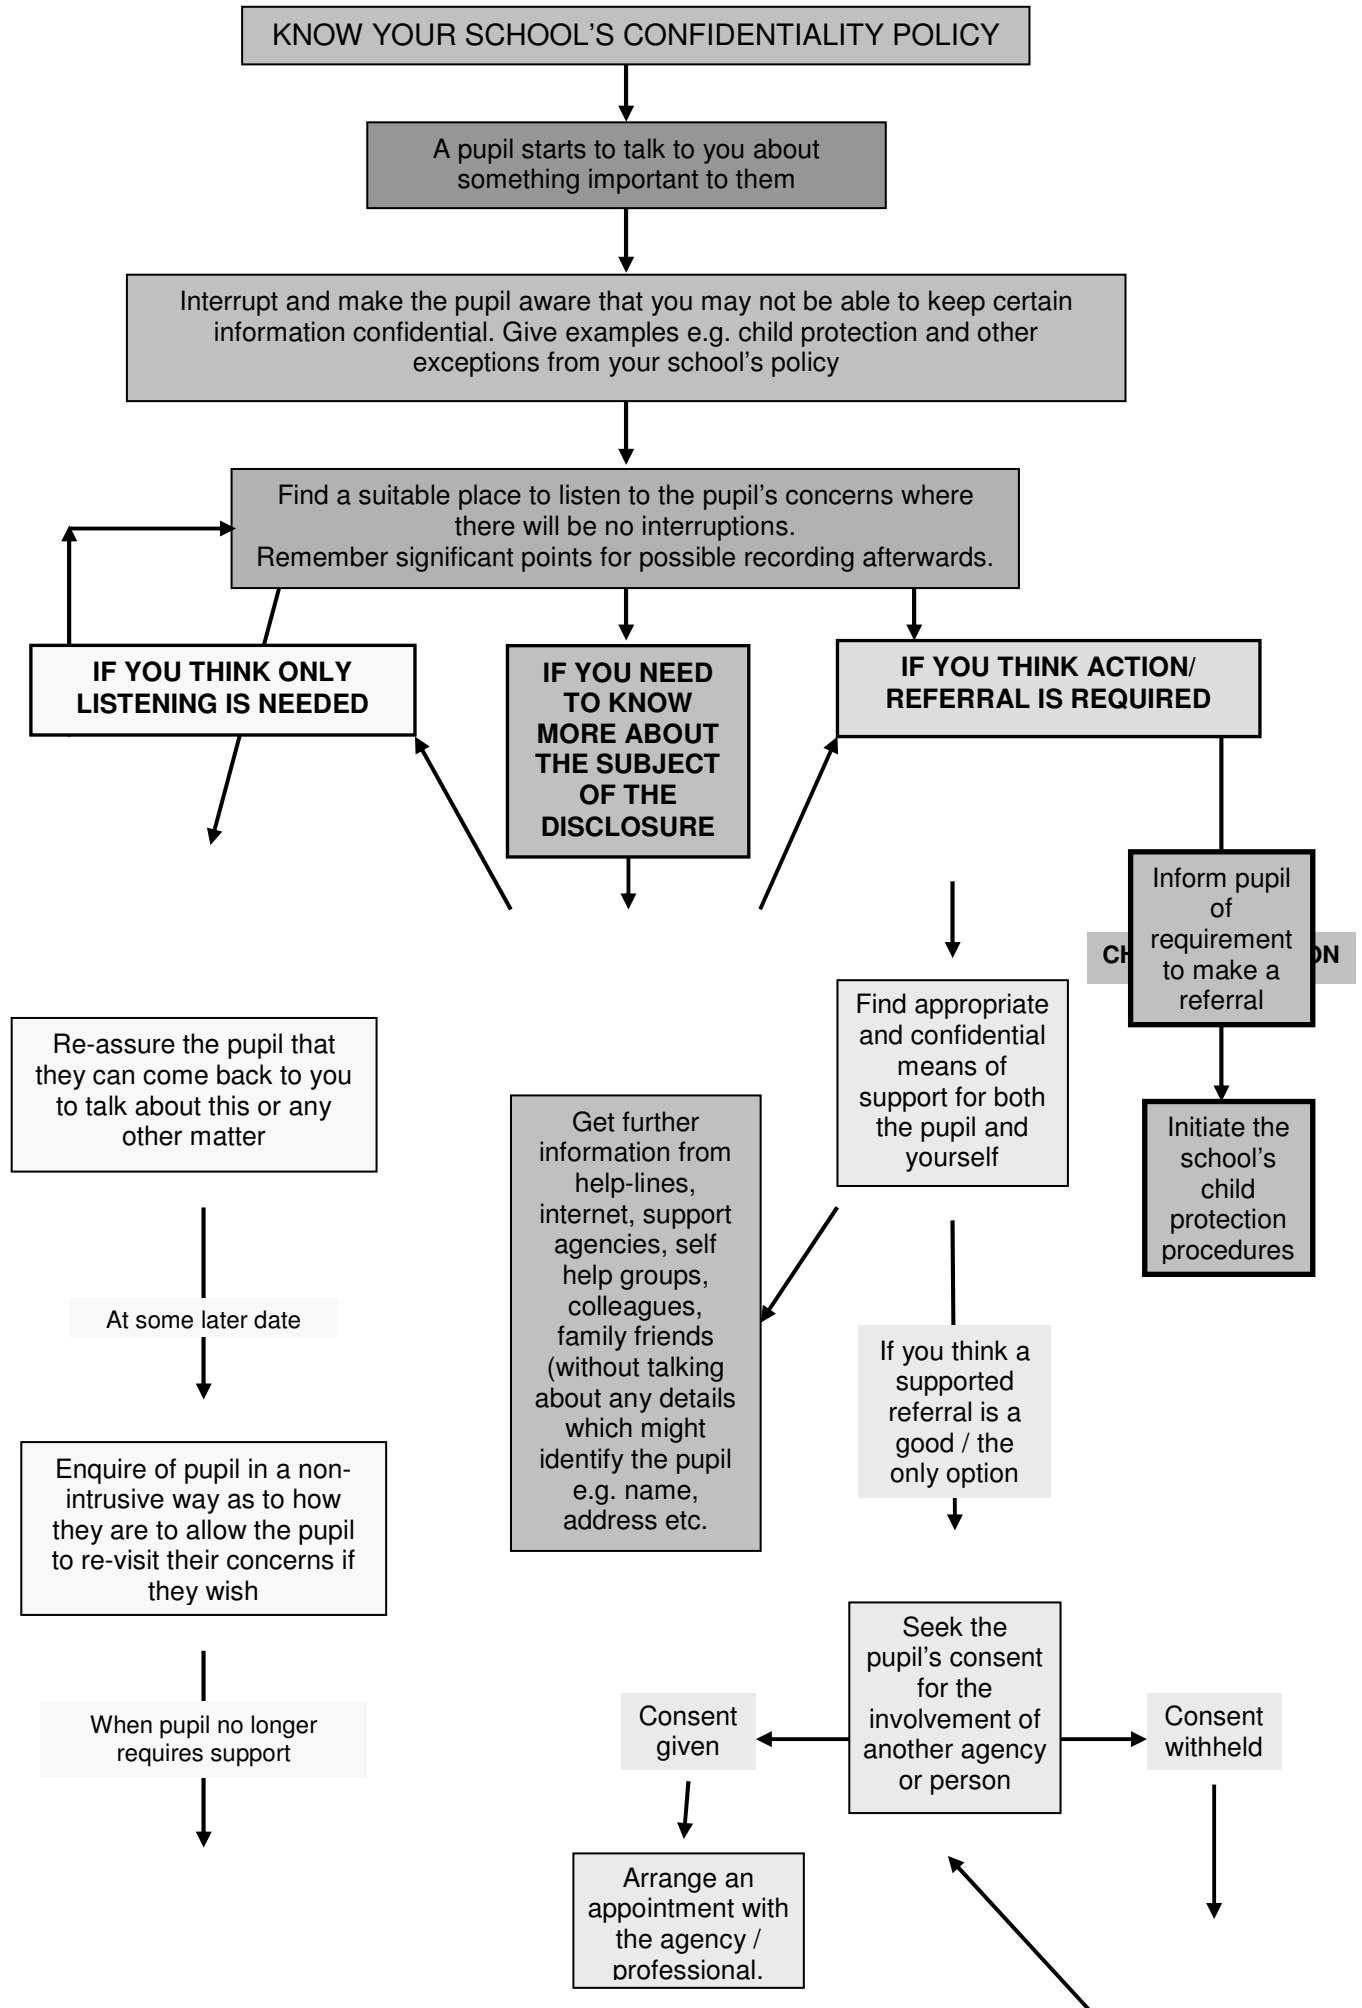 KNOW YOUR SCHOOL’S CONFIDENTIALITY POLICY
A pupil starts to talk to you about
something important to them
Interrupt and make the pupil aware that you may not be able to keep certain
information confidential. Give examples e.g. child protection and other
exceptions from your school’s policy
Find a suitable place to listen to the pupil’s concerns where
there will be no interruptions.
Remember significant points for possible recording afterwards.
IF YOU THINK ONLY
LISTENING IS NEEDED
IF YOU NEED
TO KNOW
MORE ABOUT
THE SUBJECT
OF THE
DISCLOSURE
IF YOU THINK ACTION/
REFERRAL IS REQUIRED
Inform pupil
of
requirement
to make a
referral
Find appropriate
and confidential
means of
support for both
the pupil and
yourself
Re-assure the pupil that
they can come back to you
to talk about this or any
other matter
Get further
information from
help-lines,
internet, support
agencies, self
help groups,
colleagues,
family friends
(without talking
about any details
which might
identify the pupil
e.g. name,
address etc.
Initiate the
school’s
child
protection
procedures
At some later date
If you think a
supported
referral is a
good / the
only option
Enquire of pupil in a non-
intrusive way as to how
they are to allow the pupil
to re-visit their concerns if
they wish
Seek the
pupil’s consent
for the
involvement of
another agency
or person
Consent
given
Consent
withheld
When pupil no longer
requires support
Arrange an
appointment with
the agency /
professional.